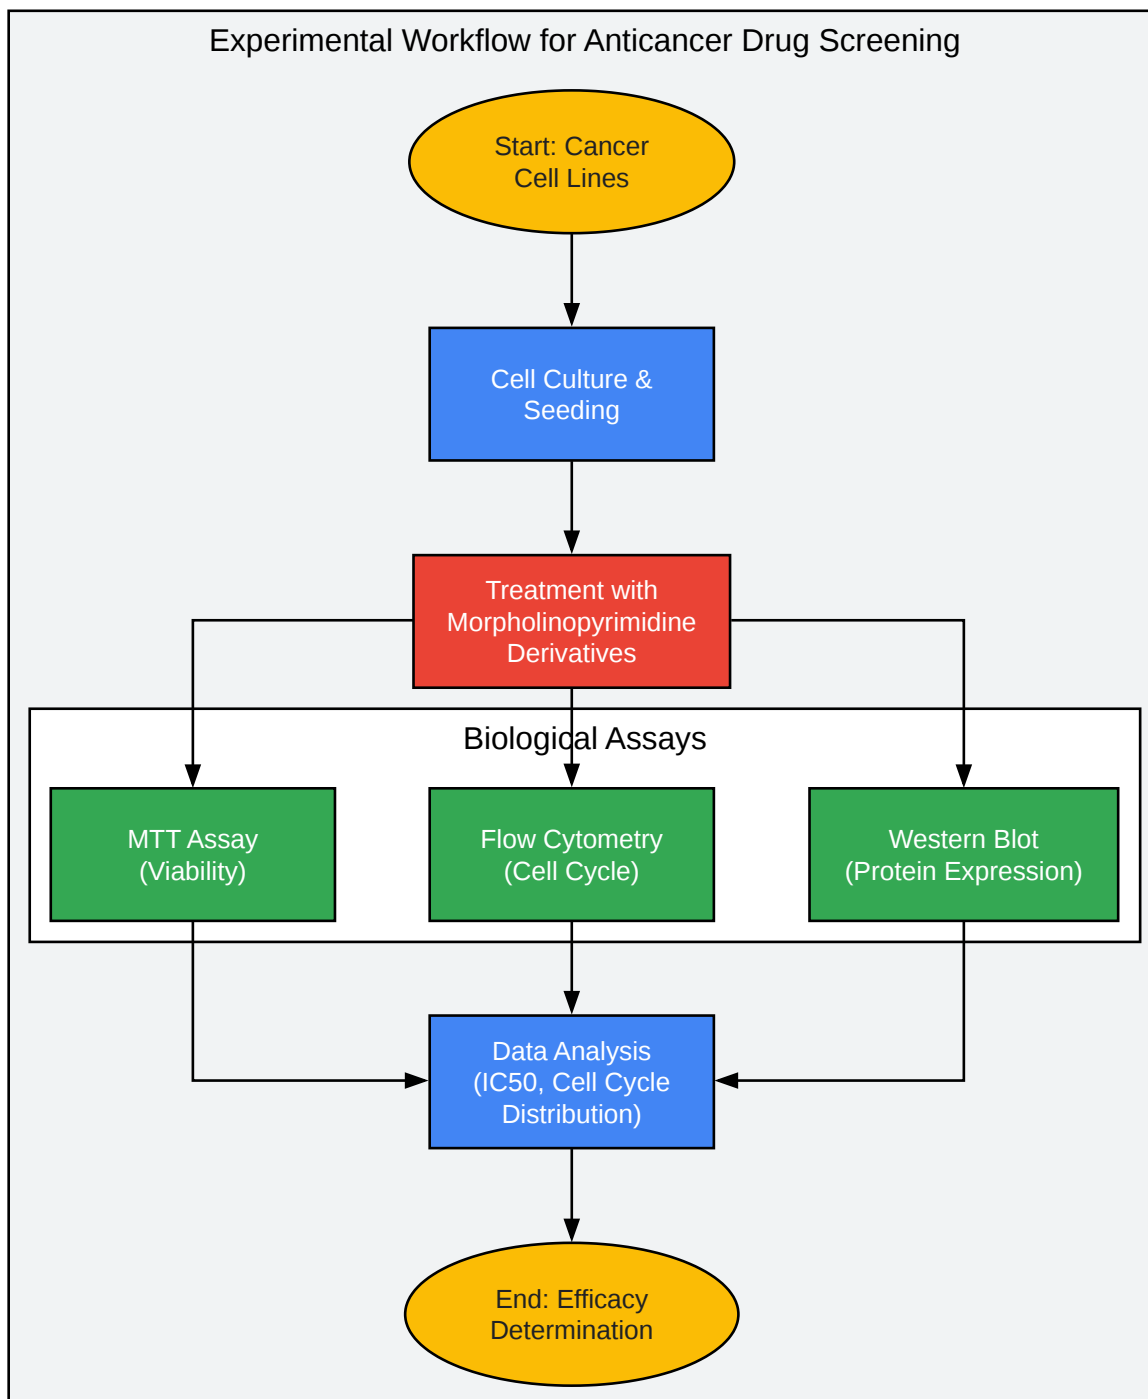 Experimental Workflow for Anticancer Drug Screening
Start: Cancer
Cell Lines
Cell Culture &
Seeding
Treatment with
Morpholinopyrimidine
Derivatives
Biological Assays
MTT Assay
(Viability)
Flow Cytometry
(Cell Cycle)
Western Blot
(Protein Expression)
Data Analysis
(IC50, Cell Cycle
Distribution)
End: Efficacy
Determination